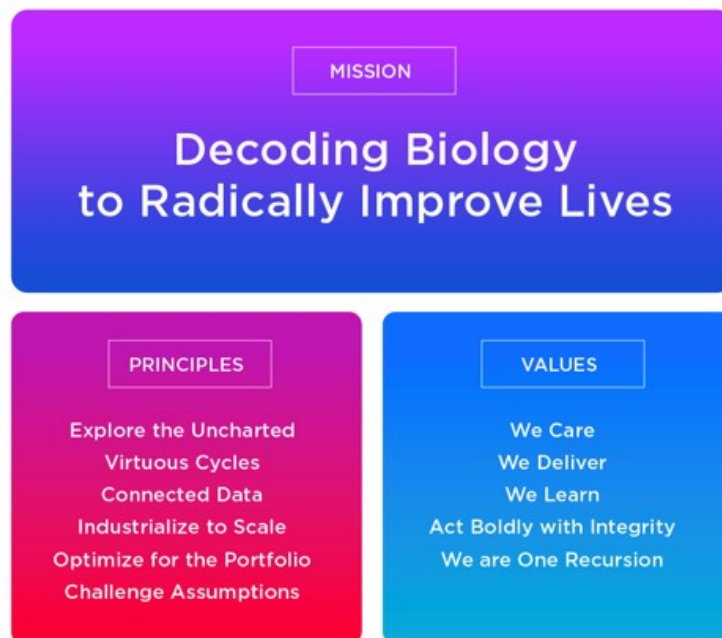 MISSION
Decoding Biology
to Radically Improve Lives
PRINCIPLES
Explore the Uncharted
Virtuous Cycles
Connected Data
Industrialize to Scale
Optimize for the Portfolio
Challenge Assumptions
VALUES
We Care
We Deliver
We Learn
Act Boldly with Integrity
We are One Recursion